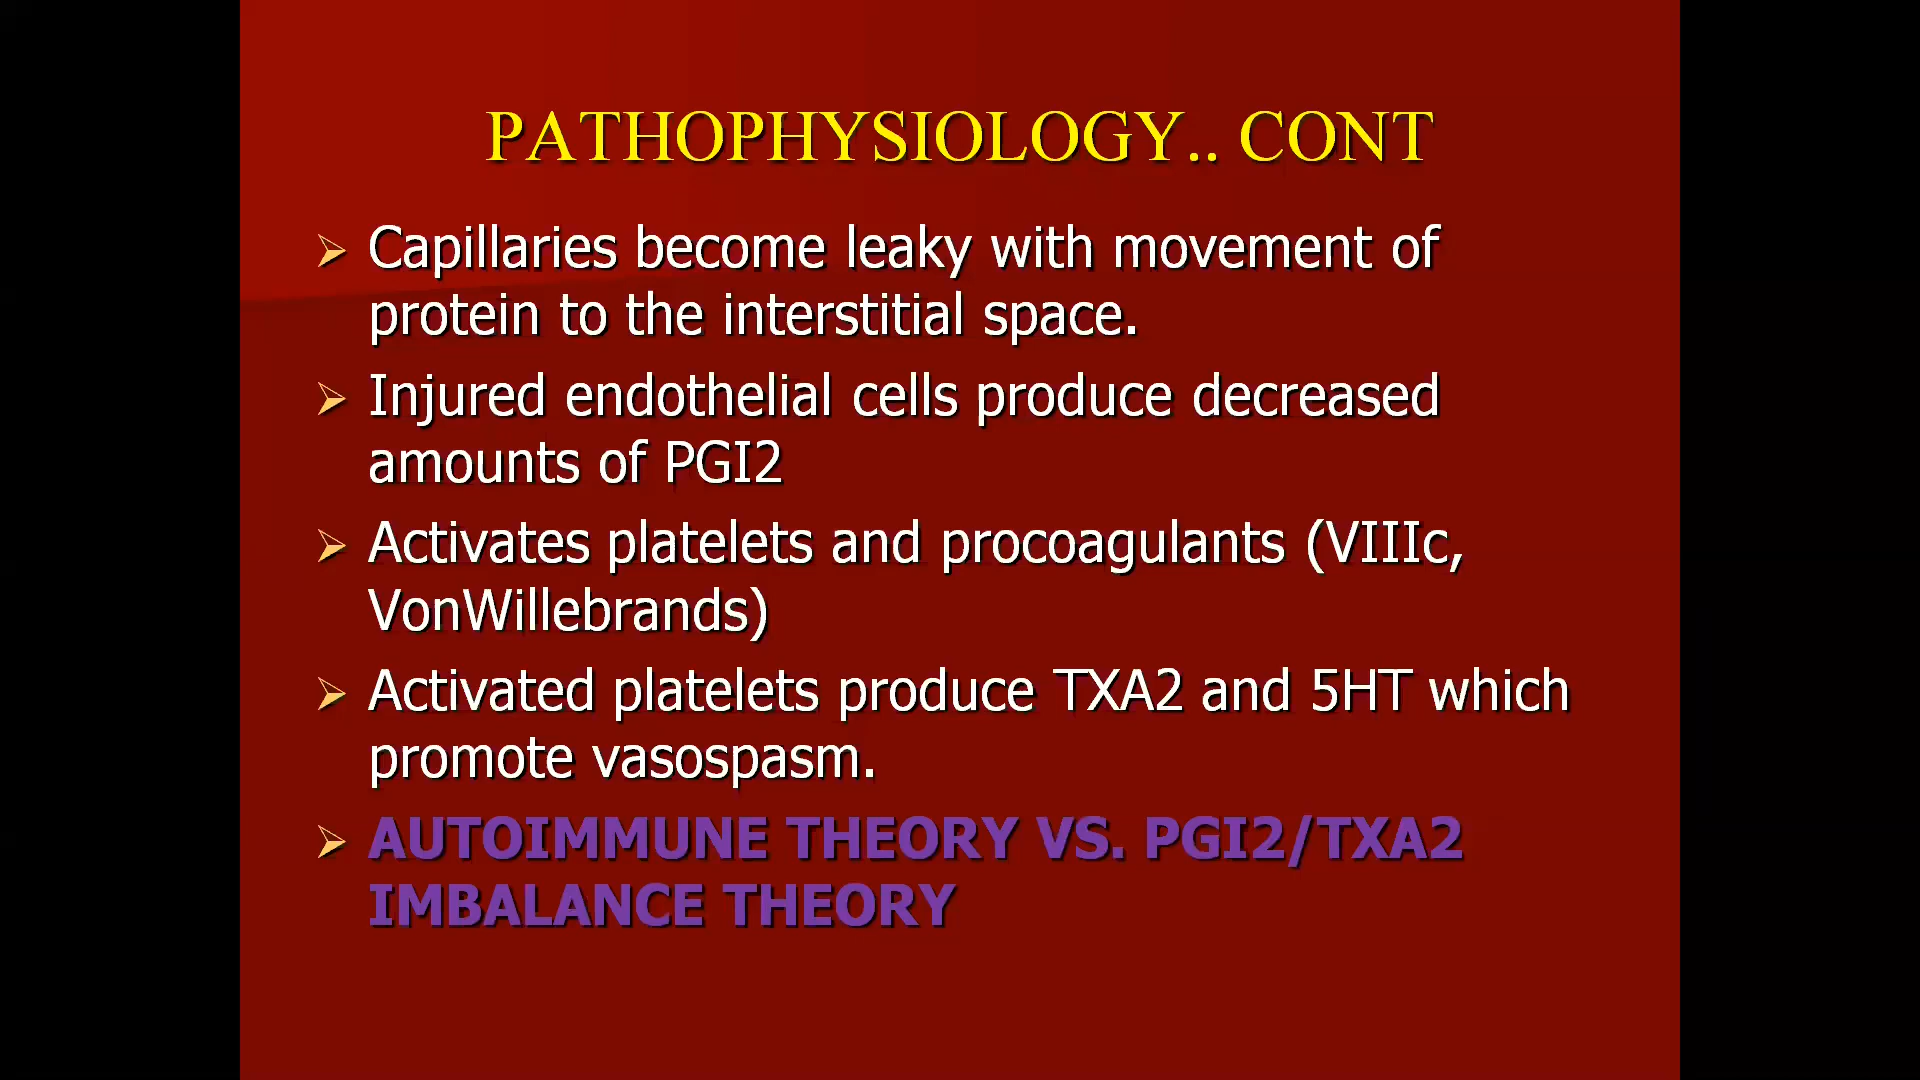 PATHOPHYSIOLOGY.. CONT
Capillaries become leaky with movement of
protein to the interstitial space.
Injured endothelial cells produce decreased
amounts of PGI2
Activates platelets and procoagulants (VIIIc,
VonWillebrands)
Activated platelets produce TXA2 and 5HT which
promote vasospasm.
AUTOIMMUNE THEORY VS. PGI2/TXA2
IMBALANCE THEORY